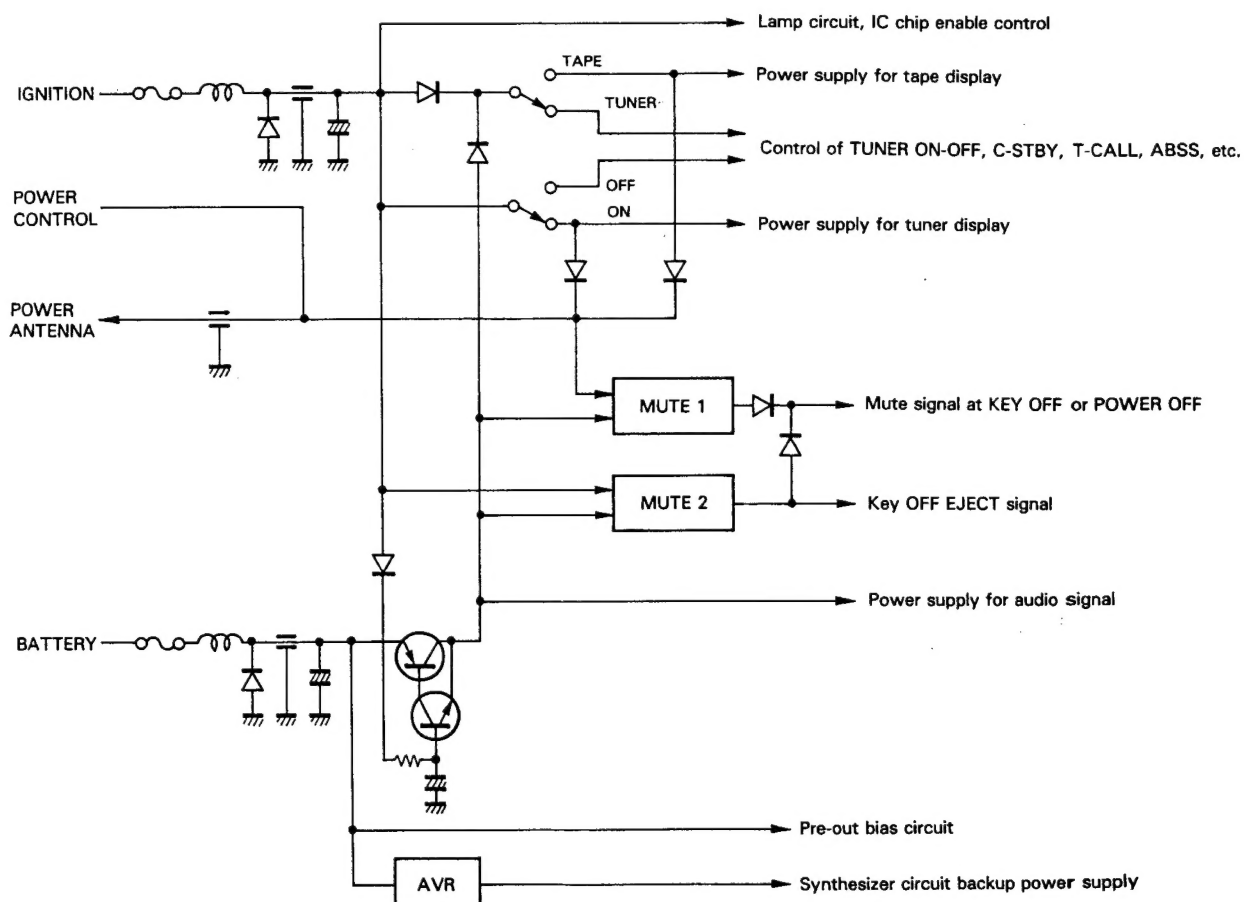 Lamp circuit, IC chip enable control
TAPE
Power supply for tape display
IGNITION
TUNER
Control of TUNER ON-OFF, C-STBY, T-CALL, ABSS, etc.
POWER
CONTROL
OFF
ON
Power supply for tuner display
POWER
ANTENNA
MUTE 1
Mute signal at KEY OFF or POWER OFF
MUTE 2
Key OFF EJECT signal
Power supply for audio signal
BATTERY
Pre-out bias circuit
AVR
Synthesizer circuit backup power supply